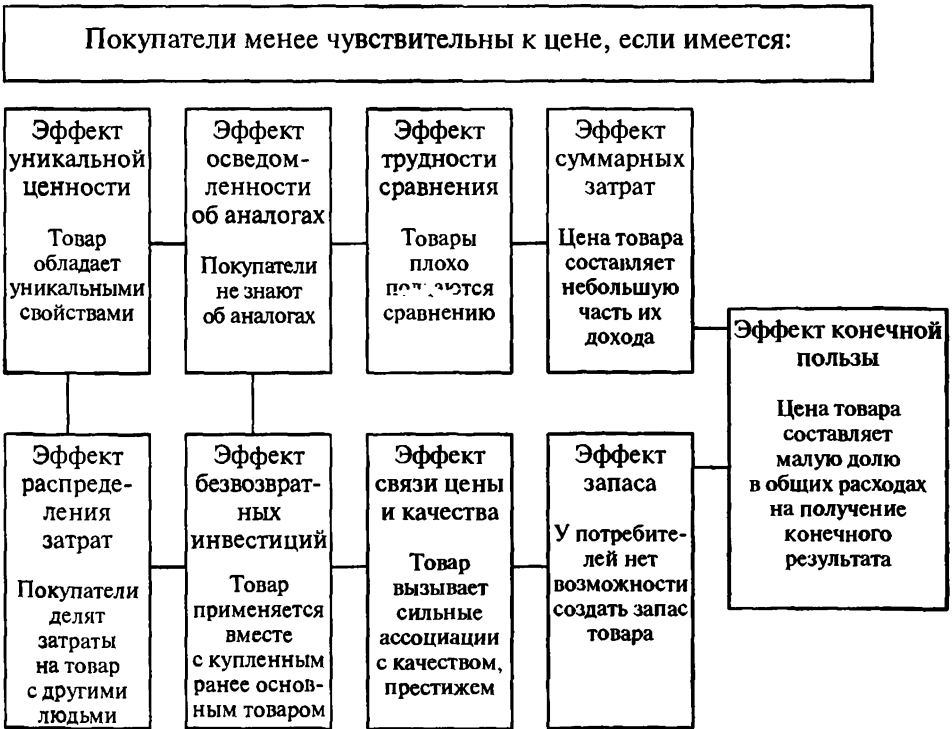 Покупатели менее чувствительны к цене, если имеется:
Эффект
уникальной
ценности
Товар
обладает
уникальными
свойствами
Эффект
осведом-
ленности
об аналогах
Покупатели
не знают
об аналогах
Эффект
трудности
сравнения
Товары
плохо
поддаются
сравнению
Эффект
суммарных
затрат
Цена товара
составляет
небольшую
часть их
дохода
Эффект конечной
пользы
Цена товара
составляет
малую долю
в общих расходах
на получение
конечного
результата
Эффект
распреде-
ления
затрат
Покупатели
делят
затраты
на товар
с другими
людьми
Эффект
безвозврат-
ных
инвестиций
Товар
применяется
вместе
с купленным
ранее основ-
ным товаром
Эффект
связи цены
и качества
Товар
вызывает
сильные
ассоциации
с качеством,
престижем
Эффект
запаса
У потребите-
лей нет
возможности
создать запас
товара